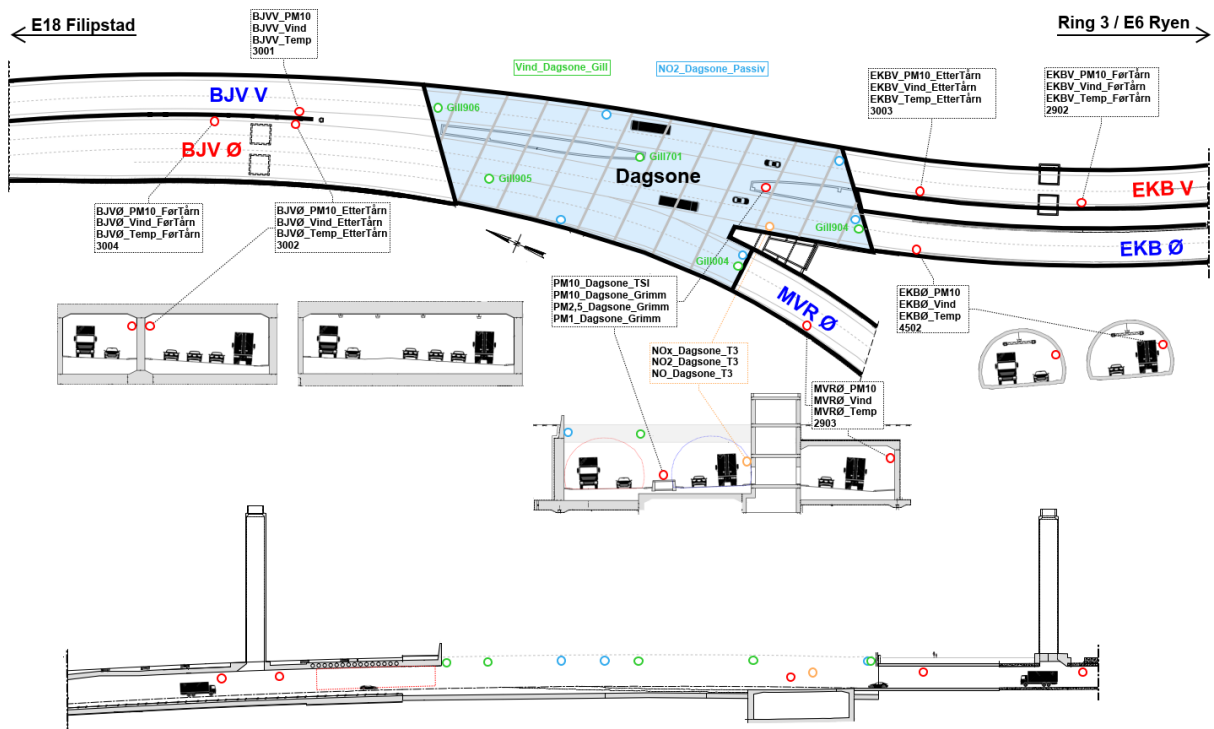 E18 Filipstad
Ring 3 / E6 Ryen
BJVV_PM10
BJVV_Vind
BJVV_Temp
3001
Vind_Dagsone_Gill
NO2_Dagsone_Passiv
EKBV_PM10_EtterTårn
EKBV_Vind_EtterTårn
EKBV_Temp_EtterTårn
3003
EKBV_PM10_FørTårn
EKBV_Vind_FørTårn
EKBV_Temp_FørTårn
2902
BJV V
Gill906
BJV Ø
Gill701
Dagsone
Gill905
EKB V
BJVØ_PM10_FørTårn
BJVØ_Vind_FørTårn
BJVØ_Temp_FørTårn
3004
BJVØ_PM10_EtterTårn
BJVØ_Vind_EtterTårn
BJVØ_Temp_EtterTårn
3002
Gill904
EKB Ø
Gill004
PM10_Dagsone_TSI
PM10_Dagsone_Grimm
PM2,5_Dagsone_Grimm
PM1_Dagsone_Grimm
MVR Ø
EKBØ_PM10
EKBØ_Vind
EKBØ_Temp
4502
NOx_Dagsone_T3
NO2_Dagsone_T3
NO_Dagsone_T3
MVRØ_PM10
MVRØ_Vind
MVRØ_Temp
2903